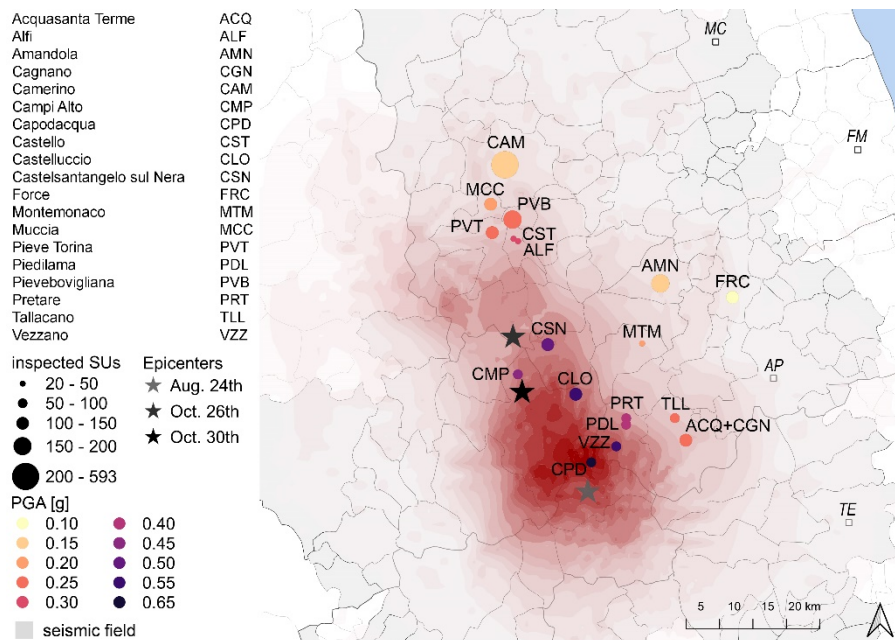 Acquasanta Terme ACQ
Alfi ALF
Amandola AMN
Cagnano CGN
Camerino CAM
Campi Alto CMP
Capodacqua CPD
Castello CST
Castelluccio CLO
Castelsantangelo sul Nera CSN
Force FRC
Montemonaco MTM
Muccia MCC
Pieve Torina PVT
Piedilama PDL
Pievebovigliana PVB
Pretare PRT
Tallacano TLL
Vezzano VZZ
inspected SUs
20 - 50
50 - 100
100 - 150
150 - 200
200 - 593
Epicenters
Aug. 24th
Oct. 26th
Oct. 30th
PGA [g]
0.10
0.15
0.20
0.25
0.30
0.40
0.45
0.50
0.55
0.65
seismic field
MC
FM
CAM
MCC
PVB
PVT
CST
ALF
AMN
FRC
CSN
MTM
AP
CMP
CLO
PRT
TLL
PDL
ACQ+CGN
VZZ
CPD
TE
5 10 15 20 km